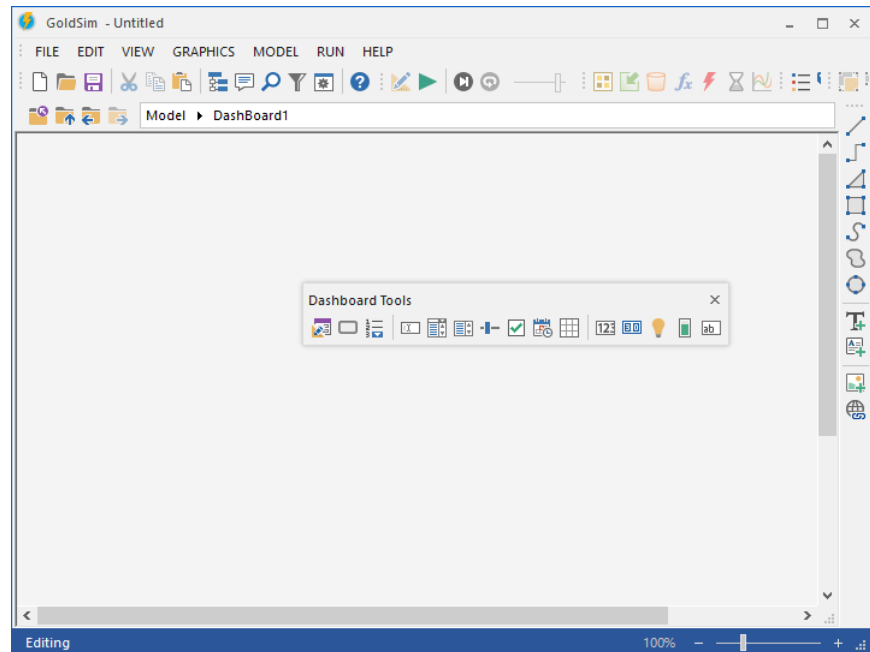 GoldSim - Untitled
FILE EDIT VIEW GRAPHICS MODEL RUN HELP
Model DashBoard1
Dashboard Tools
Editing 100%